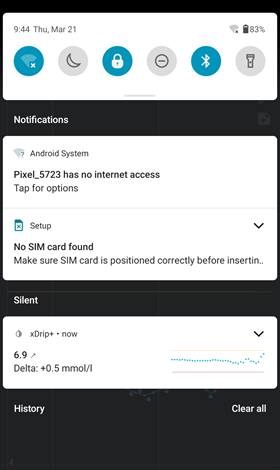 9:44 Thu, Mar 21 83%
Notifications
Android System
Pixel_5723 has no internet access
Tap for options
Setup
No SIM card found
Make sure SIM card is positioned correctly before insertin..
Silent
xDrip+ • now
6.9 ↗
Delta: +0.5 mmol/l
History Clear all
4